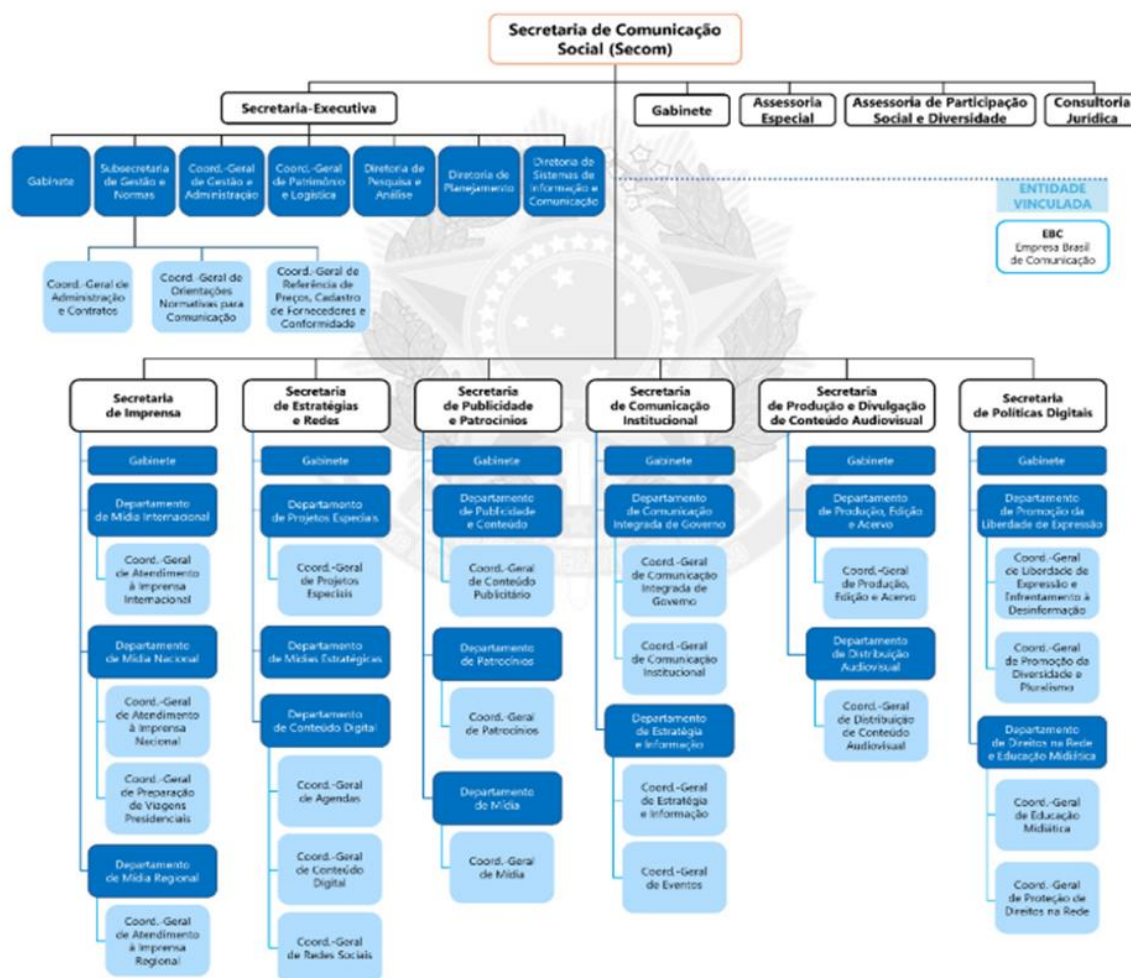 Secretaria de Comunicação
Social (Secom)
Secretaria-Executiva
Gabinete
Assessoria
Especial
Assessoria de Participação
Social e Diversidade
Consultoria
Jurídica
Gabinete
Subsecretaria
de Gestão e
Normas
Coord.-Geral
de Gestão e
Administração
Coord.-Geral
de Patrimônio
e Logística
Diretoria de
Pesquisa e
Análise
Diretoria de
Planejamento
Diretoria de
Sistemas de
Informação e
Comunicação
ENTIDADE
VINCULADA
EBC
Empresa Brasil
de Comunicação
Coord.-Geral de
Administração
e Contratos
Coord.-Geral de
Orientações
Normativas para
Comunicação
Coord.-Geral de
Referência de
Preços, Cadastro
de Fornecedores e
Conformidade
Secretaria
de Imprensa
Gabinete
Departamento
de Mídia Internacional
Coord.-Geral
de Atendimento
à Imprensa
Internacional
Departamento
de Mídia Nacional
Coord.-Geral
de Atendimento
à Imprensa
Nacional
Coord.-Geral
de Preparação
de Viagens
Presidenciais
Departamento
de Mídia Regional
Coord.-Geral
de Atendimento
à Imprensa
Regional
Secretaria
de Estratégias
e Redes
Gabinete
Departamento
de Projetos Especiais
Coord.-Geral
de Projetos
Especiais
Departamento
de Mídias Estratégicas
Departamento
de Conteúdo Digital
Coord.-Geral
de Agendas
Coord.-Geral
de Conteúdo
Digital
Coord.-Geral
de Redes Sociais
Secretaria
de Publicidade
e Patrocínios
Gabinete
Departamento
de Publicidade
e Conteúdo
Coord.-Geral
de Conteúdo
Publicitário
Departamento
de Patrocínios
Coord.-Geral
de Patrocínios
Departamento
de Mídia
Coord.-Geral
de Mídia
Secretaria
de Comunicação
Institucional
Gabinete
Departamento
de Comunicação
Integrada de Governo
Coord.-Geral
de Comunicação
Integrada de
Governo
Coord.-Geral
de Comunicação
Institucional
Departamento
de Estratégia
e Informação
Coord.-Geral
de Estratégia
e Informação
Coord.-Geral
de Eventos
Secretaria
de Produção e Divulgação
de Conteúdo Audiovisual
Gabinete
Departamento
de Produção, Edição
e Acervo
Coord.-Geral
de Produção,
Edição e Acervo
Departamento
de Distribuição
Audiovisual
Coord.-Geral
de Distribuição
de Conteúdo
Audiovisual
Secretaria
de Políticas Digitais
Gabinete
Departamento
de Promoção da
Liberdade de Expressão
Coord.-Geral
de Liberdade de
Expressão e
Enfrentamento à
Desinformação
Coord.-Geral
de Promoção da
Diversidade e
Pluralismo
Departamento
de Direitos na Rede
e Educação Midiática
Coord.-Geral
de Educação
Midiática
Coord.-Geral
de Proteção de
Direitos na Rede